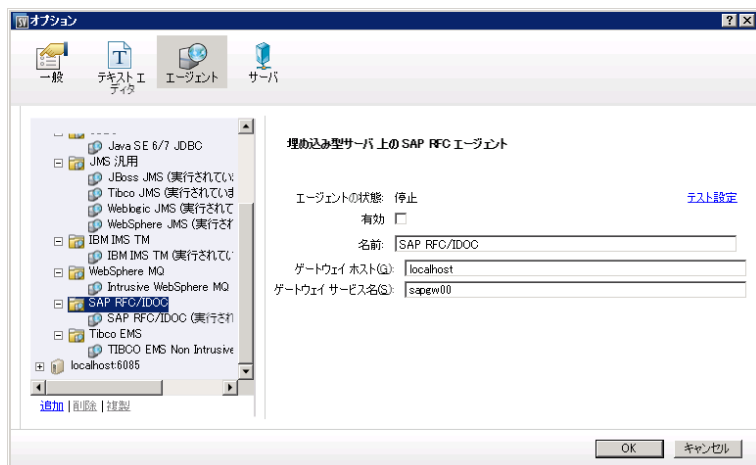 SV オプション
一般
テキスト エ
ディタ
エージェント
サーバ
Java SE 6/7 JDBC
JMS 汎用
JBoss JMS (実行されてい
Tibco JMS (実行されていま
Weblogic JMS (実行されて
WebSphere JMS (実行され
IBM IMS TM
IBM IMS TM (実行されてい
WebSphere MQ
Intrusive WebSphere MQ
SAP RFC/IDOC
SAP RFC/IDOC (実行され
Tibco EMS
TIBCO EMS Non Intrusive
localhost:6085
追加 | 削除 | 複製
埋め込み型サーバ 上の SAP RFC エージェント
エージェントの状態: 停止
テスト設定
有効
名前: SAP RFC/IDOC
ゲートウェイ ホスト(G): localhost
ゲートウェイ サービス名(S): sapgw00
OK
キャンセル